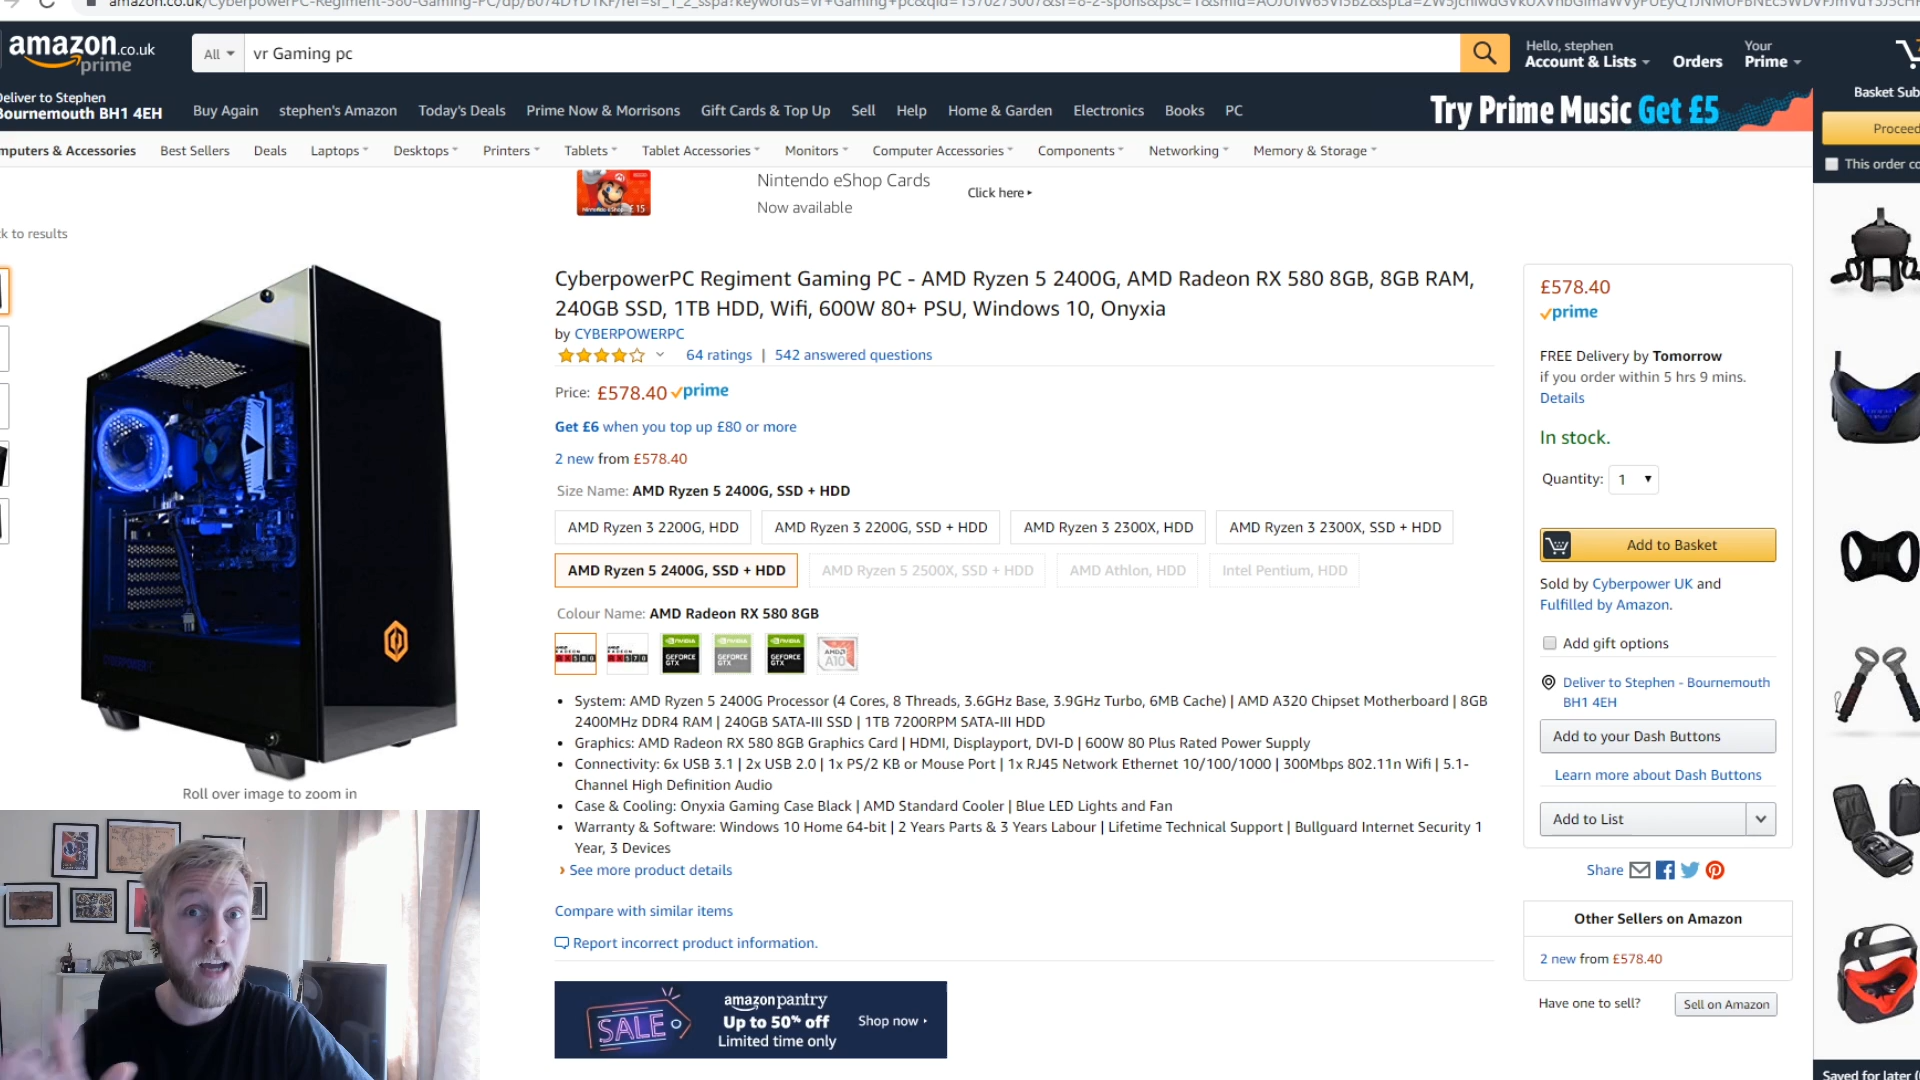 amazon.co.uk
prime
All
vr Gaming pc
Hello, stephen
Account & Lists
Orders
Your
Prime
Deliver to Stephen
Bournemouth BH1 4EH
Buy Again
stephen's Amazon
Today's Deals
Prime Now & Morrisons
Gift Cards & Top Up
Sell
Help
Home & Garden
Electronics
Books
PC
Try Prime Music Get £5
Basket Sub
Proceed
This order co
mputers & Accessories
Best Sellers
Deals
Laptops
Desktops
Printers
Tablets
Tablet Accessories
Monitors
Computer Accessories
Components
Networking
Memory & Storage
Nintendo eShop Cards
Now available
Click here
k to results
CyberpowerPC Regiment Gaming PC - AMD Ryzen 5 2400G, AMD Radeon RX 580 8GB, 8GB RAM,
240GB SSD, 1TB HDD, Wifi, 600W 80+ PSU, Windows 10, Onyxia
by CYBERPOWERPC
64 ratings | 542 answered questions
Price: £578.40 prime
Get £6 when you top up £80 or more
2 new from £578.40
Size Name: AMD Ryzen 5 2400G, SSD + HDD
AMD Ryzen 3 2200G, HDD
AMD Ryzen 3 2200G, SSD + HDD
AMD Ryzen 3 2300X, HDD
AMD Ryzen 3 2300X, SSD + HDD
AMD Ryzen 5 2400G, SSD + HDD
AMD Ryzen 5 2500X, SSD + HDD
AMD Athlon, HDD
Intel Pentium, HDD
Colour Name: AMD Radeon RX 580 8GB
GEFORCE
GTX
GEFORCE
GTX
GEFORCE
GTX
AMD
A10
System: AMD Ryzen 5 2400G Processor (4 Cores, 8 Threads, 3.6GHz Base, 3.9GHz Turbo, 6MB Cache) | AMD A320 Chipset Motherboard | 8GB
2400MHz DDR4 RAM | 240GB SATA-III SSD | 1TB 7200RPM SATA-III HDD
Graphics: AMD Radeon RX 580 8GB Graphics Card | HDMI, Displayport, DVI-D | 600W 80 Plus Rated Power Supply
Connectivity: 6x USB 3.1 | 2x USB 2.0 | 1x PS/2 KB or Mouse Port | 1x RJ45 Network Ethernet 10/100/1000 | 300Mbps 802.11n Wifi | 5.1-
Channel High Definition Audio
Case & Cooling: Onyxia Gaming Case Black | AMD Standard Cooler | Blue LED Lights and Fan
Warranty & Software: Windows 10 Home 64-bit | 2 Years Parts & 3 Years Labour | Lifetime Technical Support | Bullguard Internet Security 1
Year, 3 Devices
See more product details
Compare with similar items
Report incorrect product information.
SALE
amazonpantry
Up to 50% off
Limited time only
Shop now
Roll over image to zoom in
£578.40
prime
FREE Delivery by Tomorrow
if you order within 5 hrs 9 mins.
Details
In stock.
Quantity: 1
Add to Basket
Sold by Cyberpower UK and
Fulfilled by Amazon.
Add gift options
Deliver to Stephen - Bournemouth
BH1 4EH
Add to your Dash Buttons
Learn more about Dash Buttons
Add to List
Share
Other Sellers on Amazon
2 new from £578.40
Have one to sell?
Sell on Amazon
Saved for later